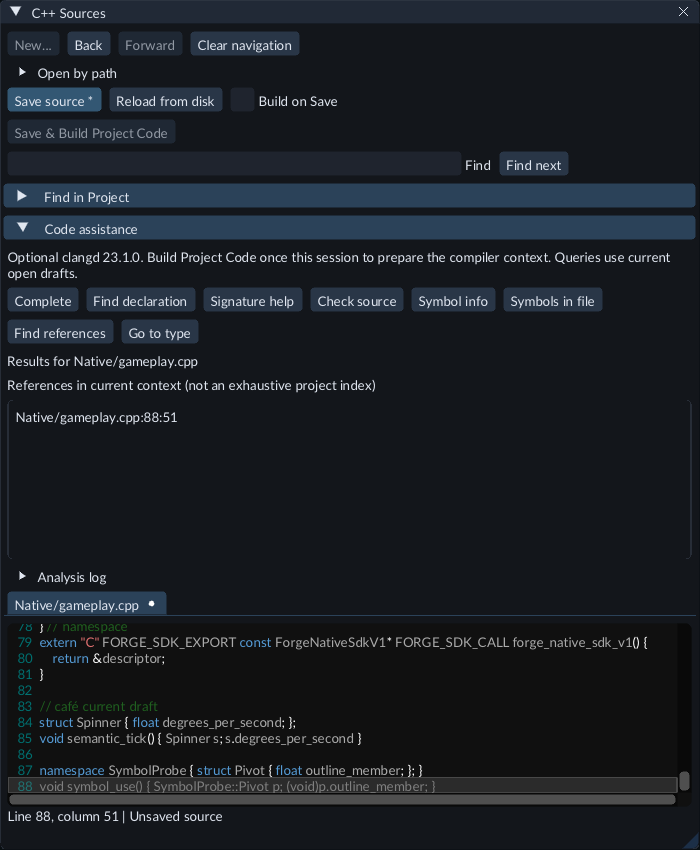 C++ Sources
New... Back Forward Clear navigation
Open by path
Save source * Reload from disk Build on Save
Save & Build Project Code
Find Find next
Find in Project
Code assistance
Optional clangd 23.1.0. Build Project Code once this session to prepare the compiler context. Queries use current
open drafts.
Complete Find declaration Signature help Check source Symbol info Symbols in file
Find references Go to type
Results for Native/gameplay.cpp
References in current context (not an exhaustive project index)
Native/gameplay.cpp:88:51
Analysis log
Native/gameplay.cpp
78 } // namespace
79 extern "C" FORGE_SDK_EXPORT const ForgeNativeSdkV1* FORGE_SDK_CALL forge_native_sdk_v1() {
80 return &descriptor;
81 }
82
83 // café current draft
84 struct Spinner { float degrees_per_second; };
85 void semantic_tick() { Spinner s; s.degrees_per_second }
86
87 namespace SymbolProbe { struct Pivot { float outline_member; }; }
88 void symbol_use() { SymbolProbe::Pivot p; (void)p.outline_member; }
Line 88, column 51 | Unsaved source